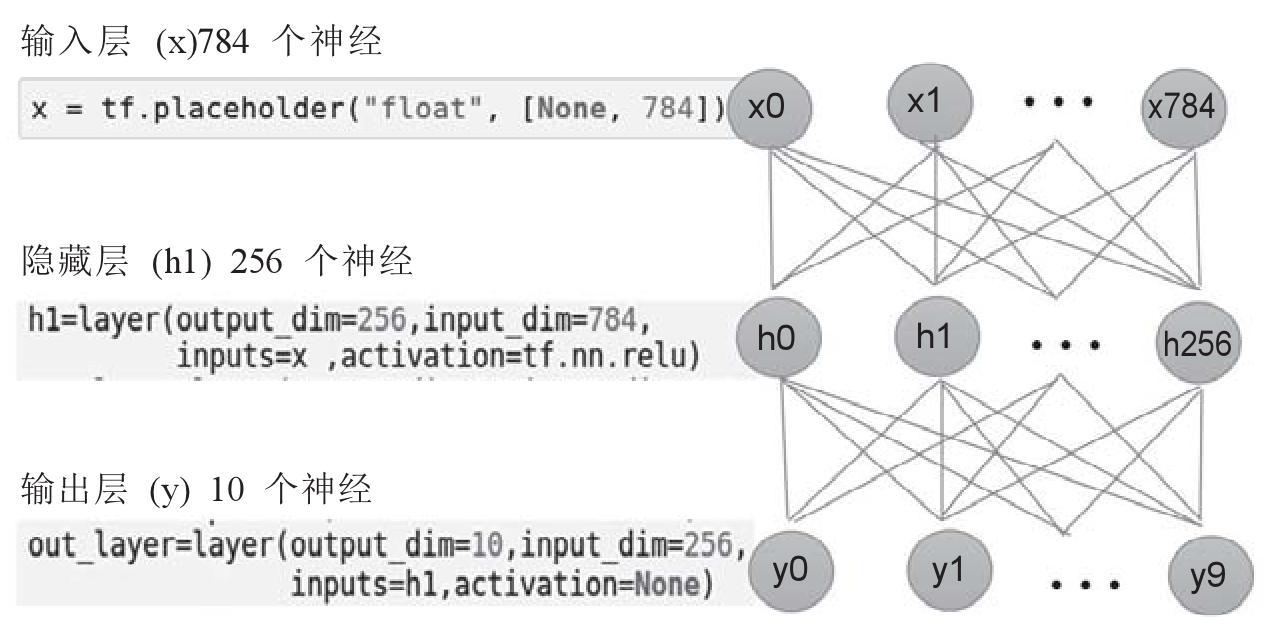 输入层 (x)784 个神经
x = tf.placeholder("float", [None, 784])
x0 x1 ••• x784
隐藏层 (h1) 256 个神经
h1=layer(output_dim=256,input_dim=784,
inputs=x ,activation=tf.nn.relu)
h0 h1 ••• h256
输出层 (y) 10 个神经
out_layer=layer(output_dim=10,input_dim=256,
inputs=h1,activation=None)
y0 y1 ••• y9